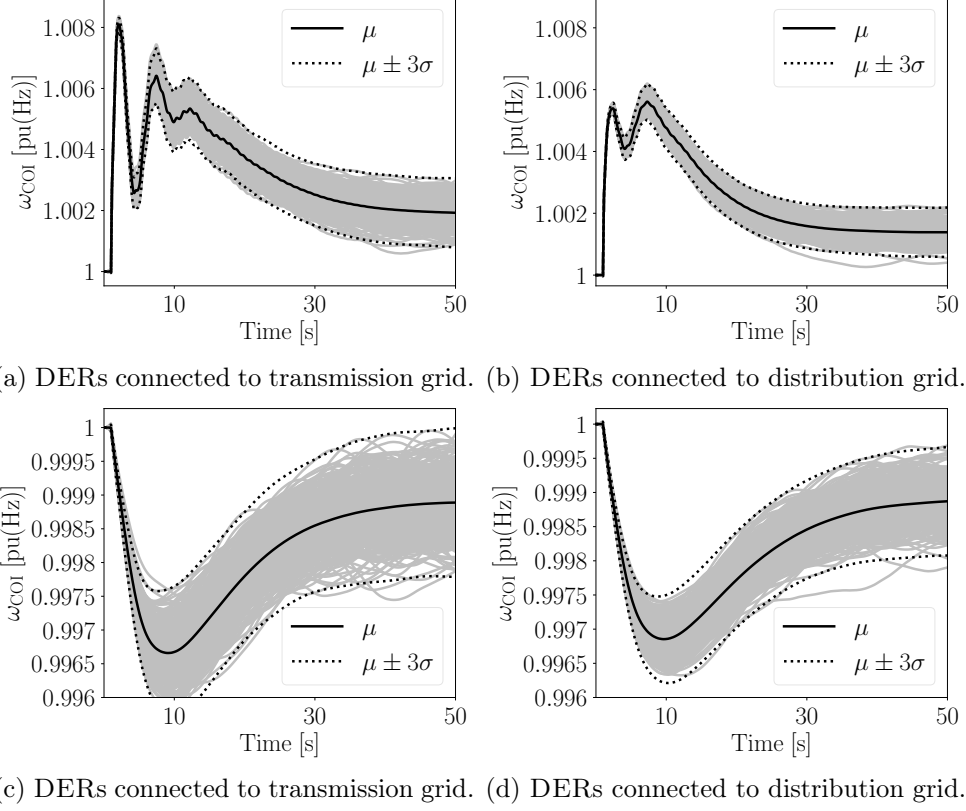 1.008
1.006
1.004
1.002
1
ωCOI [pu(Hz)]
μ
μ ± 3σ
10 30 50
Time [s]
1.008
1.006
1.004
1.002
1
ωCOI [pu(Hz)]
μ
μ ± 3σ
10 30 50
Time [s]
a) DERs connected to transmission grid. (b) DERs connected to distribution grid.
1
0.9995
0.999
0.9985
0.998
0.9975
0.997
0.9965
0.996
ωCOI [pu(Hz)]
μ
μ ± 3σ
10 30 50
Time [s]
1
0.9995
0.999
0.9985
0.998
0.9975
0.997
0.9965
0.996
ωCOI [pu(Hz)]
μ
μ ± 3σ
10 30 50
Time [s]
c) DERs connected to transmission grid. (d) DERs connected to distribution grid.